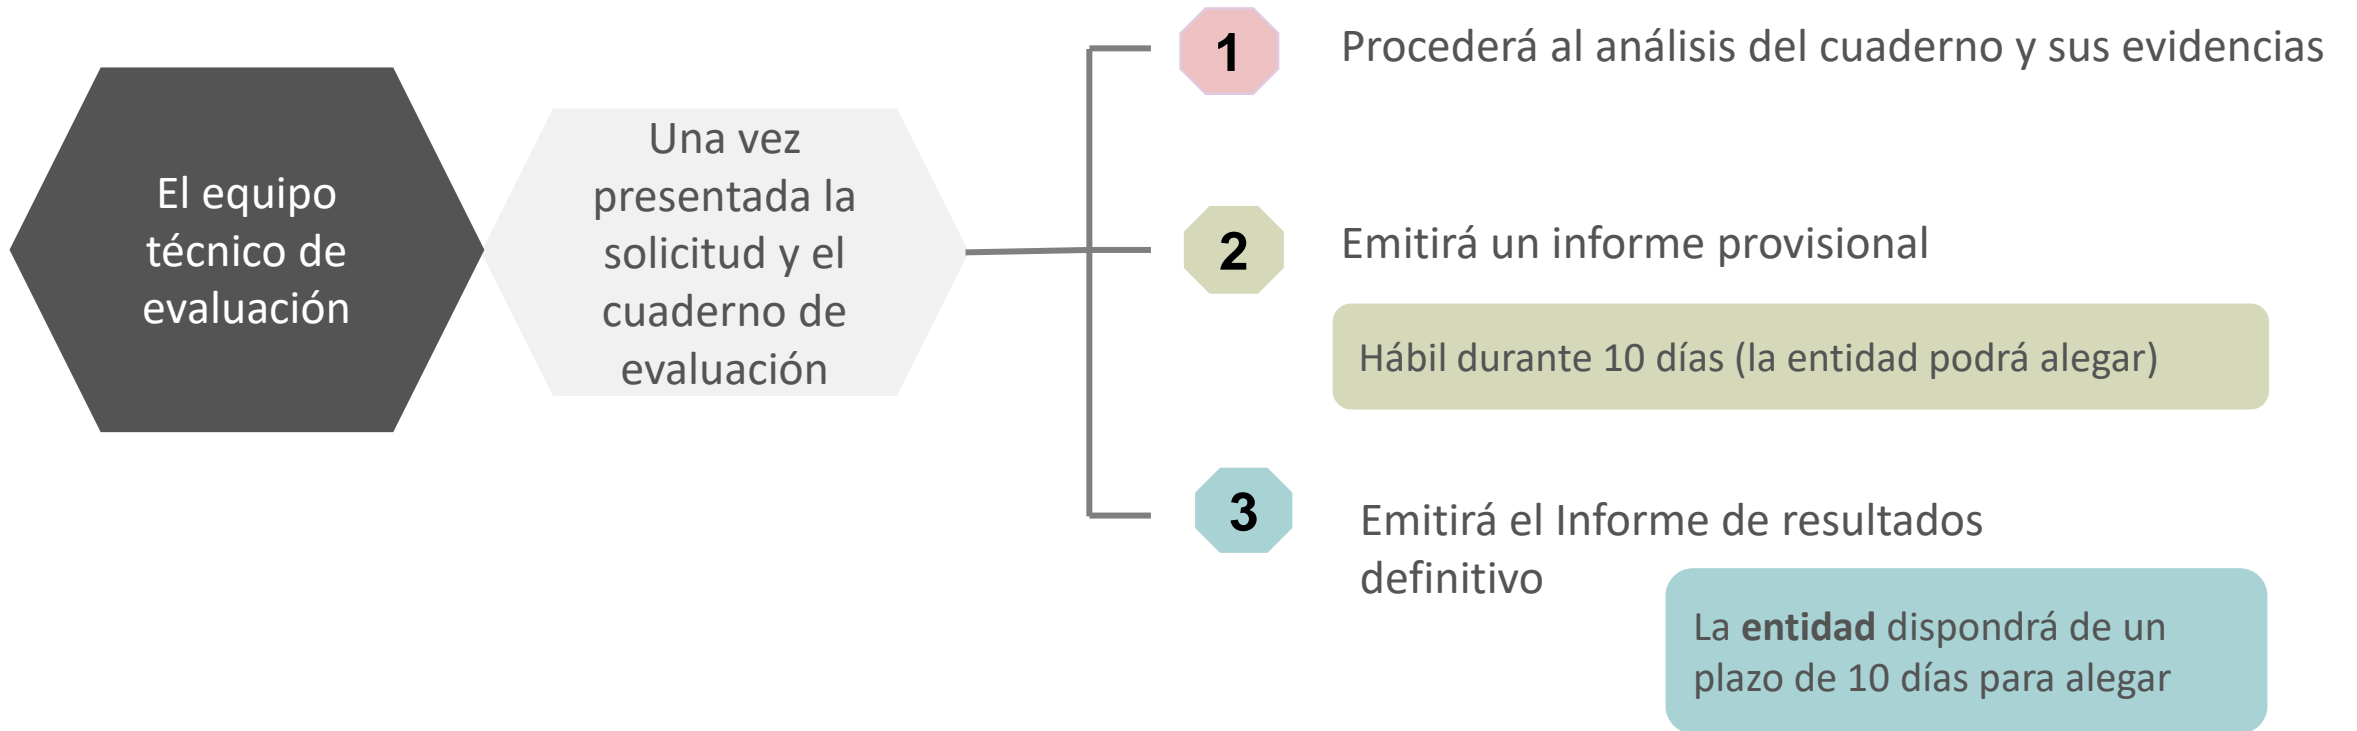 El equipo
técnico de
evaluación
Una vez
presentada la
solicitud y el
cuaderno de
evaluación
1
Procederá al análisis del cuaderno y sus evidencias
2
Emitirá un informe provisional
Hábil durante 10 días (la entidad podrá alegar)
3
Emitirá el Informe de resultados
definitivo
La entidad dispondrá de un
plazo de 10 días para alegar